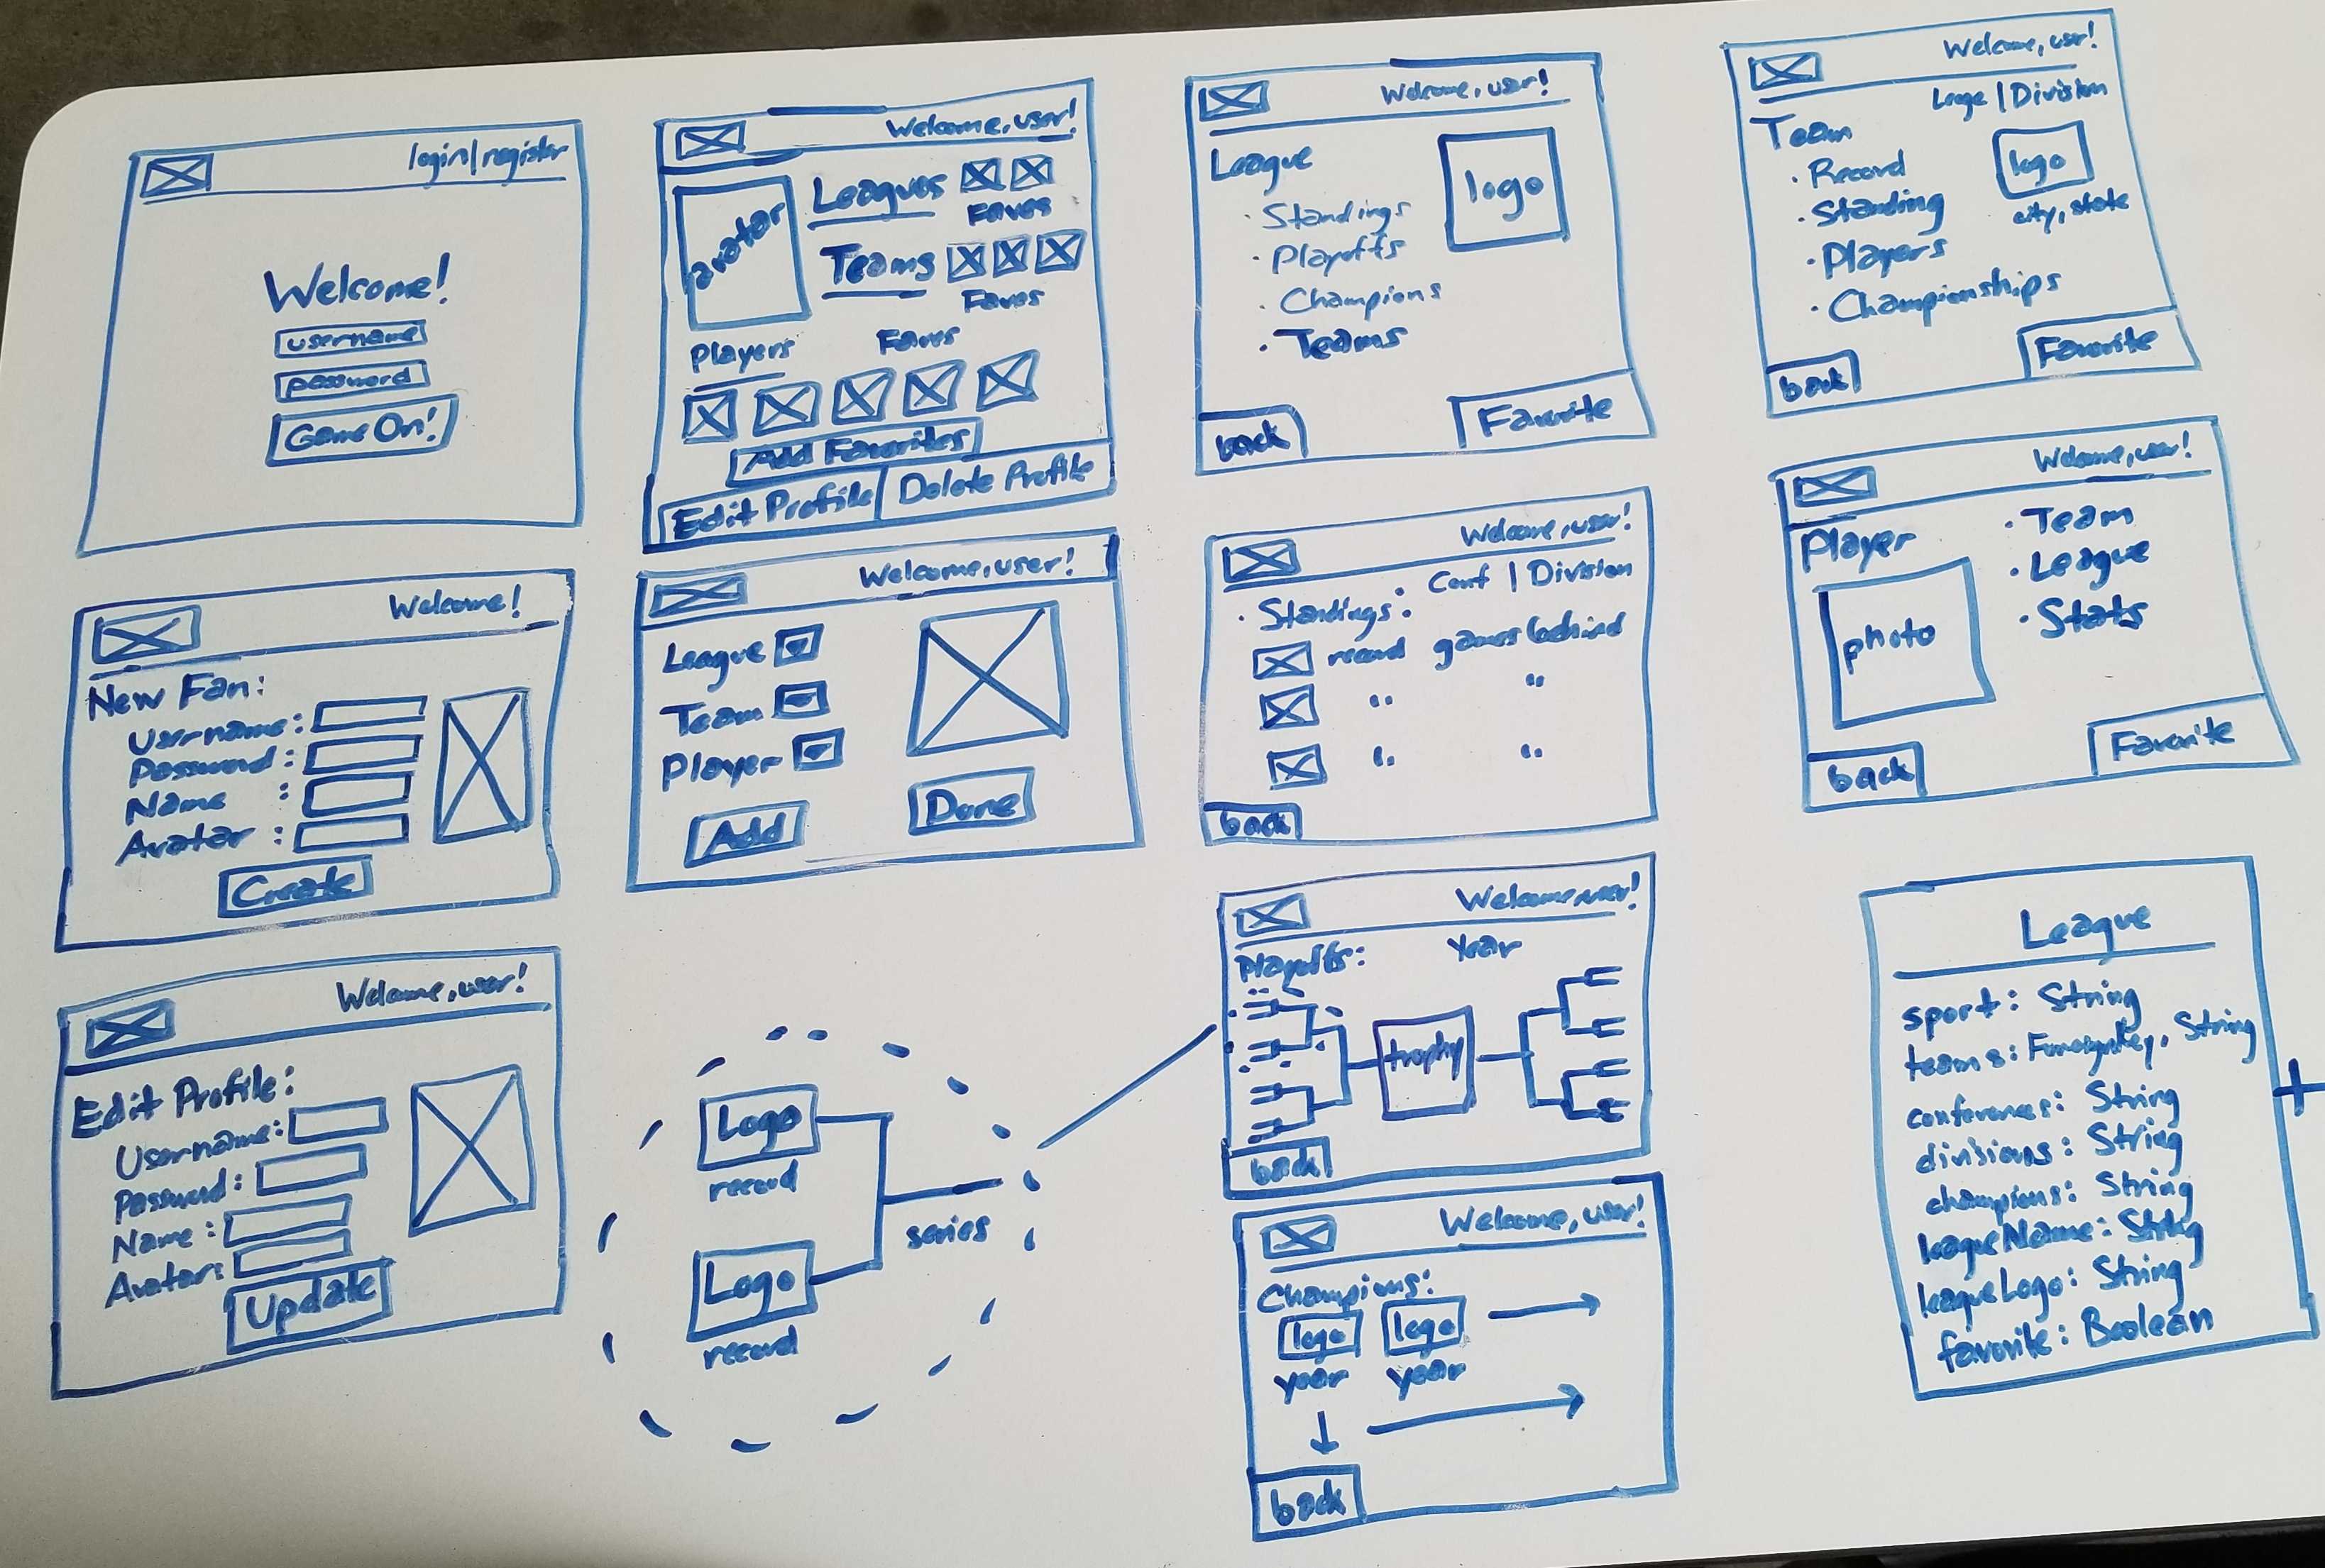 login/register
Welcome!
username
password
Game On!
Welcome!
New Fan:
Username:
Password:
Name :
Avatar :
Create
Welcome, user!
Edit Profile:
Username:
Password:
Name:
Avatar:
Update
Welcome, user!
avatar
Leagues
Faves
Teams
Faves
Players Faves
Add Favorites
Edit Profile Delete Profile
Welcome, user!
League
Team
Player
Add
Done
Logo
record
series
Logo
record
Welcome, user!
League
logo
· Standings
· Playoffs
· Champions
· Teams
back
Favorite
Welcome, user!
· Standings: Conf | Division
record games behind
" "
" "
back
Welcome, user!
Playoffs: Year
trophy
back
Welcome, user!
Champions:
logo logo
year year
back
Welcome, user!
| Division
Team
logo
city, state
· Record
· Standing
· Players
· Championships
back
Favorite
Welcome, user!
Player
photo
· Team
· League
· Stats
back
Favorite
League
sport: String
teams: ForeignKey, String
conferences: String
divisions: String
champions: String
leagueName: String
leagueLogo: String
favorite: Boolean